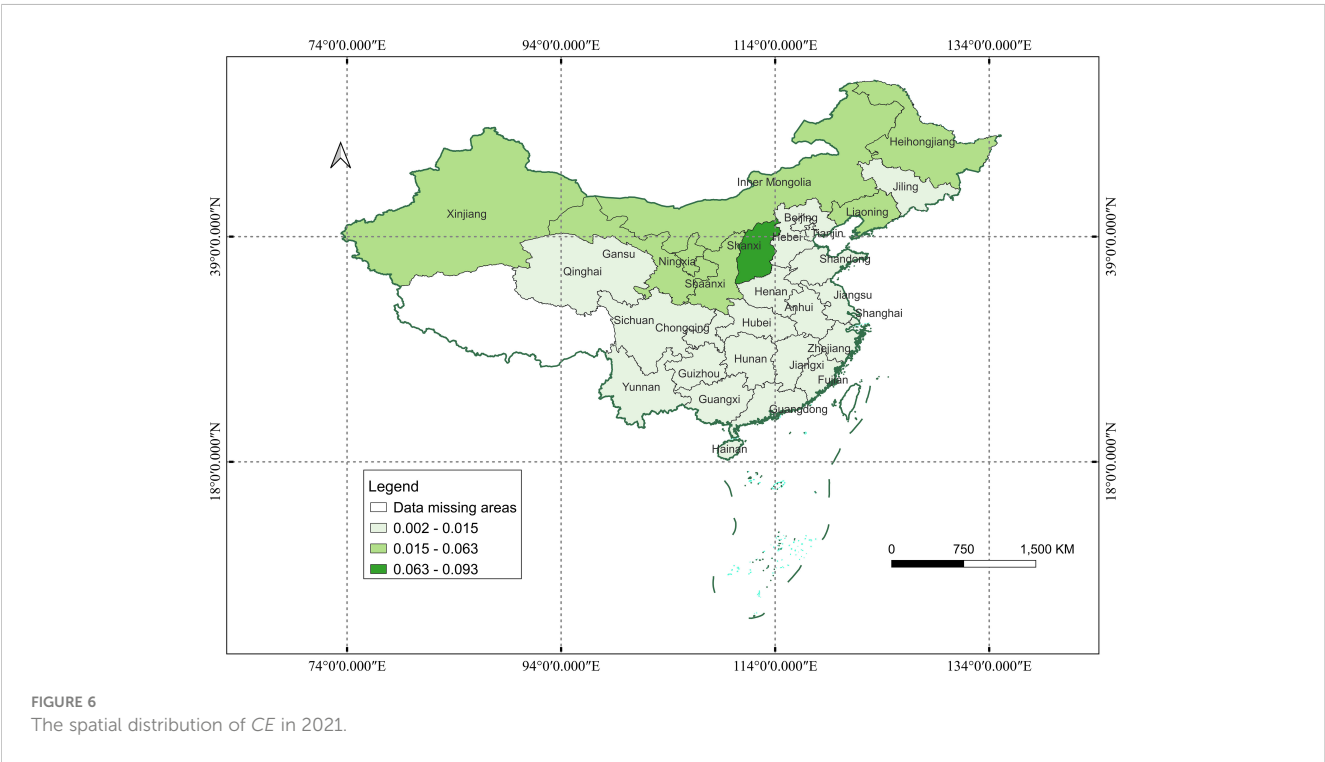 74°0′0.000″E 94°0′0.000″E 114°0′0.000″E 134°0′0.000″E
Heihongjiang
Inner Mongolia
Jiling
Xinjiang
Beijing
Liaoning
39°0′0.000″N
39°0′0.000″N
Hebei
Tianjin
Shanxi
Gansu
Ningxia
Shandong
Qinghai
Shaanxi
Henan
Jiangsu
Anhui
Shanghai
Sichuan
Chongqing
Hubei
Zhejiang
Hunan
Jiangxi
Guizhou
Fujian
Yunnan
Guangxi
Guangdong
Hainan
18°0′0.000″N
18°0′0.000″N
Legend
Data missing areas
0.002 - 0.015
0.015 - 0.063
0.063 - 0.093
0 750 1,500 KM
74°0′0.000″E 94°0′0.000″E 114°0′0.000″E 134°0′0.000″E
FIGURE 6
The spatial distribution of CE in 2021.